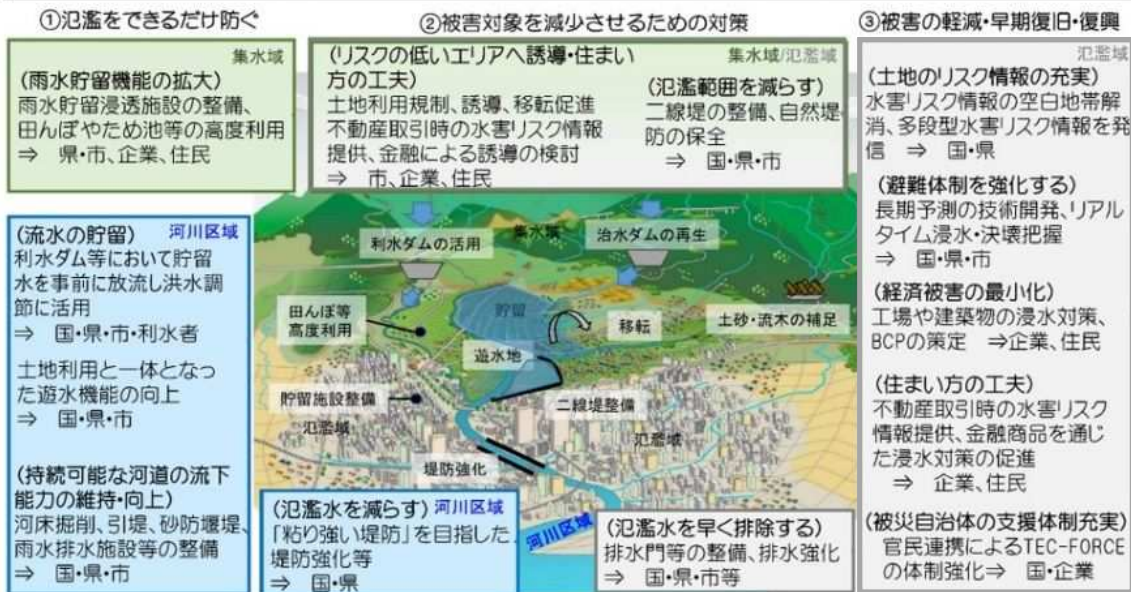 ①氾濫をできるだけ防ぐ
集水域
(雨水貯留機能の拡大)
雨水貯留浸透施設の整備、
田んぼやため池等の高度利用
⇒ 県・市、企業、住民
(流水の貯留) 河川区域
利水ダム等において貯留
水を事前に放流し洪水調
節に活用
⇒ 国・県・市・利水者
土地利用と一体となっ
た遊水機能の向上
⇒ 国・県・市
(持続可能な河道の流下
能力の維持・向上)
河床掘削、引堤、砂防堰堤、
雨水排水施設等の整備
⇒ 国・県・市
②被害対象を減少させるための対策
(リスクの低いエリアへ誘導・住まい
方の工夫)
土地利用規制、誘導、移転促進
不動産取引時の水害リスク情報
提供、金融による誘導の検討
⇒ 市、企業、住民
集水域/氾濫域
(氾濫範囲を減らす)
二線堤の整備、自然堤
防の保全
⇒ 国・県・市
利水ダムの活用
集水域
治水ダムの再生
田んぼ等
高度利用
貯留
移転
土砂・流木の補足
遊水地
貯留施設整備
二線堤整備
氾濫域
氾濫域
堤防強化
河川区域
(氾濫水を減らす) 河川区域
「粘り強い堤防」を目指した
堤防強化等
⇒ 国・県
(氾濫水を早く排除する)
排水門等の整備、排水強化
⇒ 国・県・市等
③被害の軽減・早期復旧・復興
氾濫域
(土地のリスク情報の充実)
水害リスク情報の空白地帯解
消、多段型水害リスク情報を発
信 ⇒ 国・県
(避難体制を強化する)
長期予測の技術開発、リアル
タイム浸水・決壊把握
⇒ 国・県・市
(経済被害の最小化)
工場や建築物の浸水対策、
BCPの策定 ⇒企業、住民
(住まい方の工夫)
不動産取引時の水害リスク
情報提供、金融商品を通じ
た浸水対策の促進
⇒ 企業、住民
(被災自治体の支援体制充実)
官民連携によるTEC-FORCE
の体制強化⇒ 国・企業